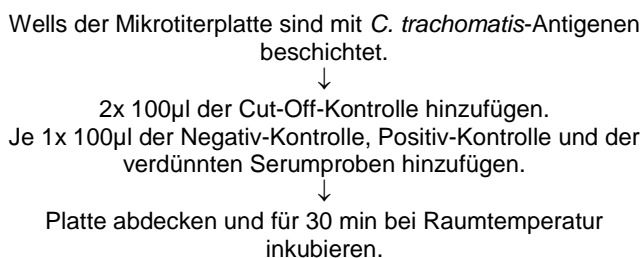 Wells der Mikrotiterplatte sind mit C. trachomatis-Antigenen
beschichtet.
↓
2x 100µl der Cut-Off-Kontrolle hinzufügen.
Je 1x 100µl der Negativ-Kontrolle, Positiv-Kontrolle und der
verdünnten Serumproben hinzufügen.
↓
Platte abdecken und für 30 min bei Raumtemperatur
inkubieren.